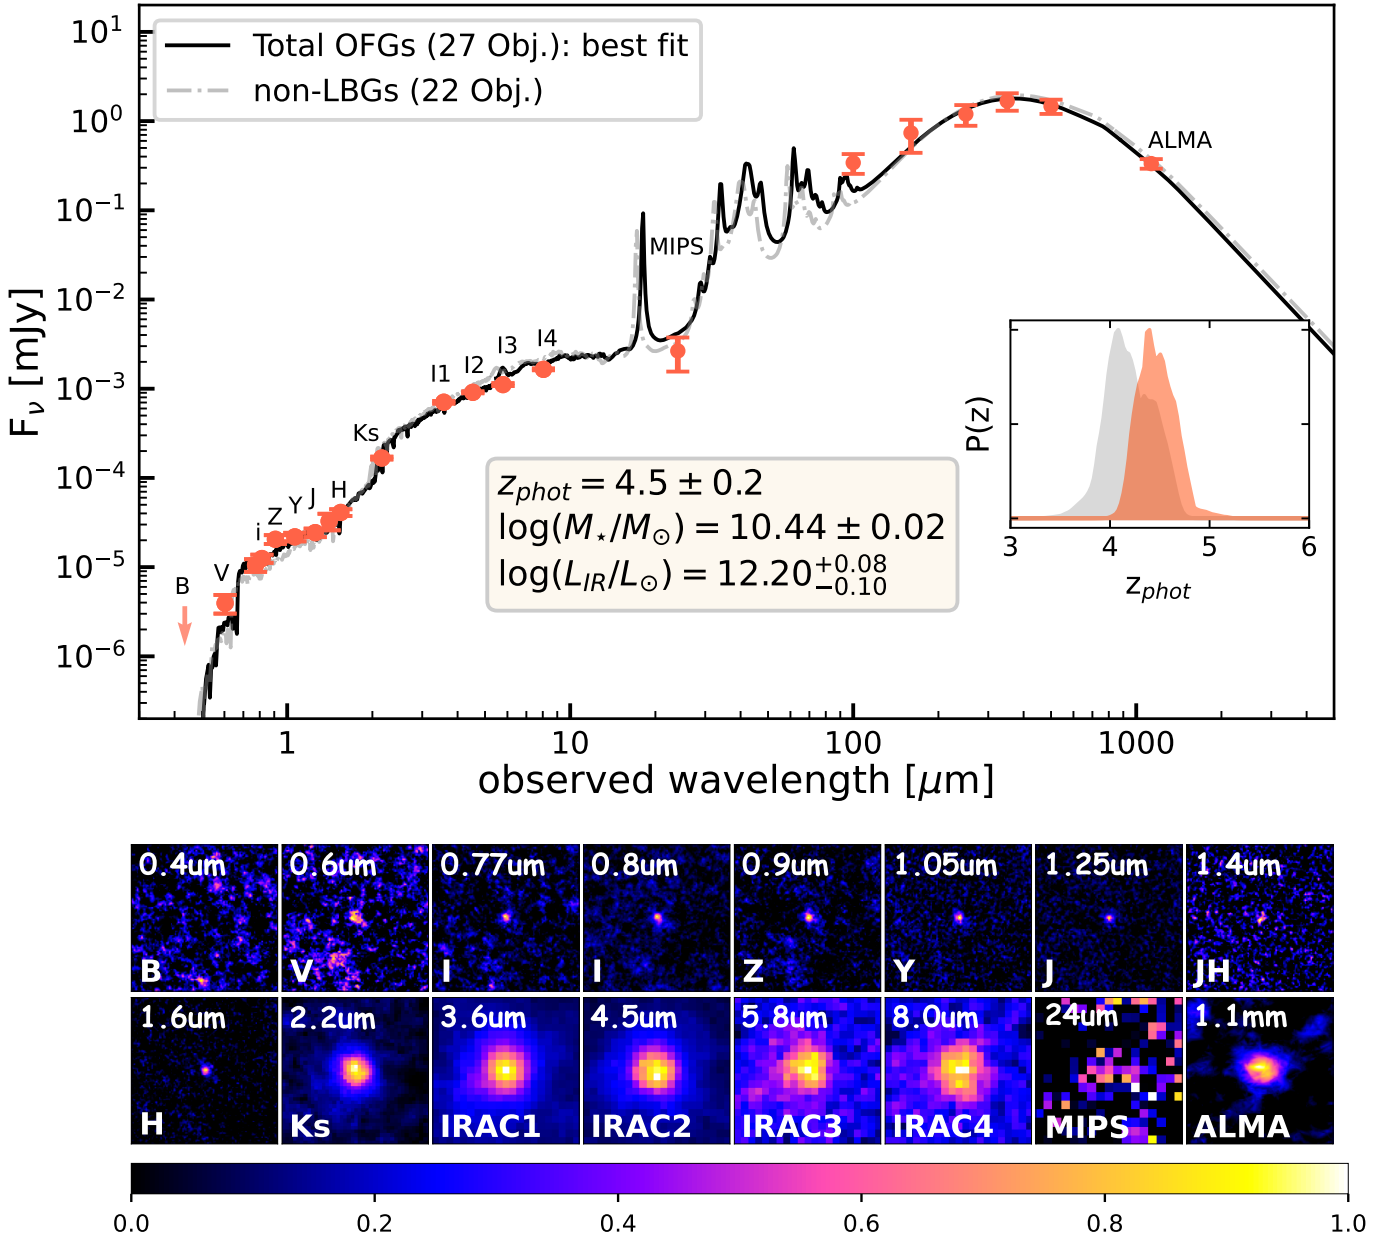 10¹
10⁰
10⁻¹
10⁻²
10⁻³
10⁻⁴
10⁻⁵
10⁻⁶
F_ν [mJy]
Total OFGs (27 Obj.): best fit
non-LBGs (22 Obj.)
ALMA
MIPS
I1 I2 I3 I4
Ks
B V i Z Y J H
z_phot = 4.5 ± 0.2
log(M⋆/M⊙) = 10.44 ± 0.02
log(L_IR/L⊙) = 12.20 +0.08 −0.10
P(z)
3 4 5 6
z_phot
1 10 100 1000
observed wavelength [μm]
0.4um 0.6um 0.77um 0.8um 0.9um 1.05um 1.25um 1.4um
B V I I Z Y J JH
1.6um 2.2um 3.6um 4.5um 5.8um 8.0um 24um 1.1mm
H Ks IRAC1 IRAC2 IRAC3 IRAC4 MIPS ALMA
0.0 0.2 0.4 0.6 0.8 1.0